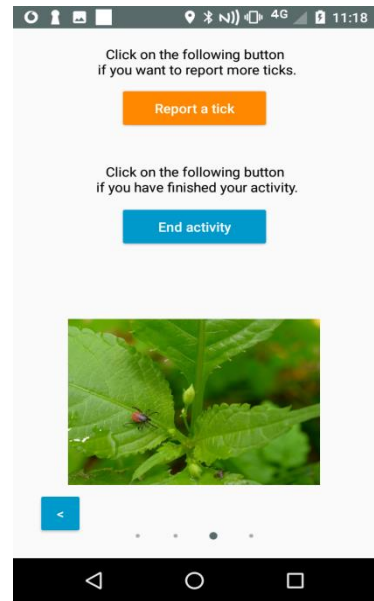 4G 11:18
Click on the following button
if you want to report more ticks.
Report a tick
Click on the following button
if you have finished your activity.
End activity
<